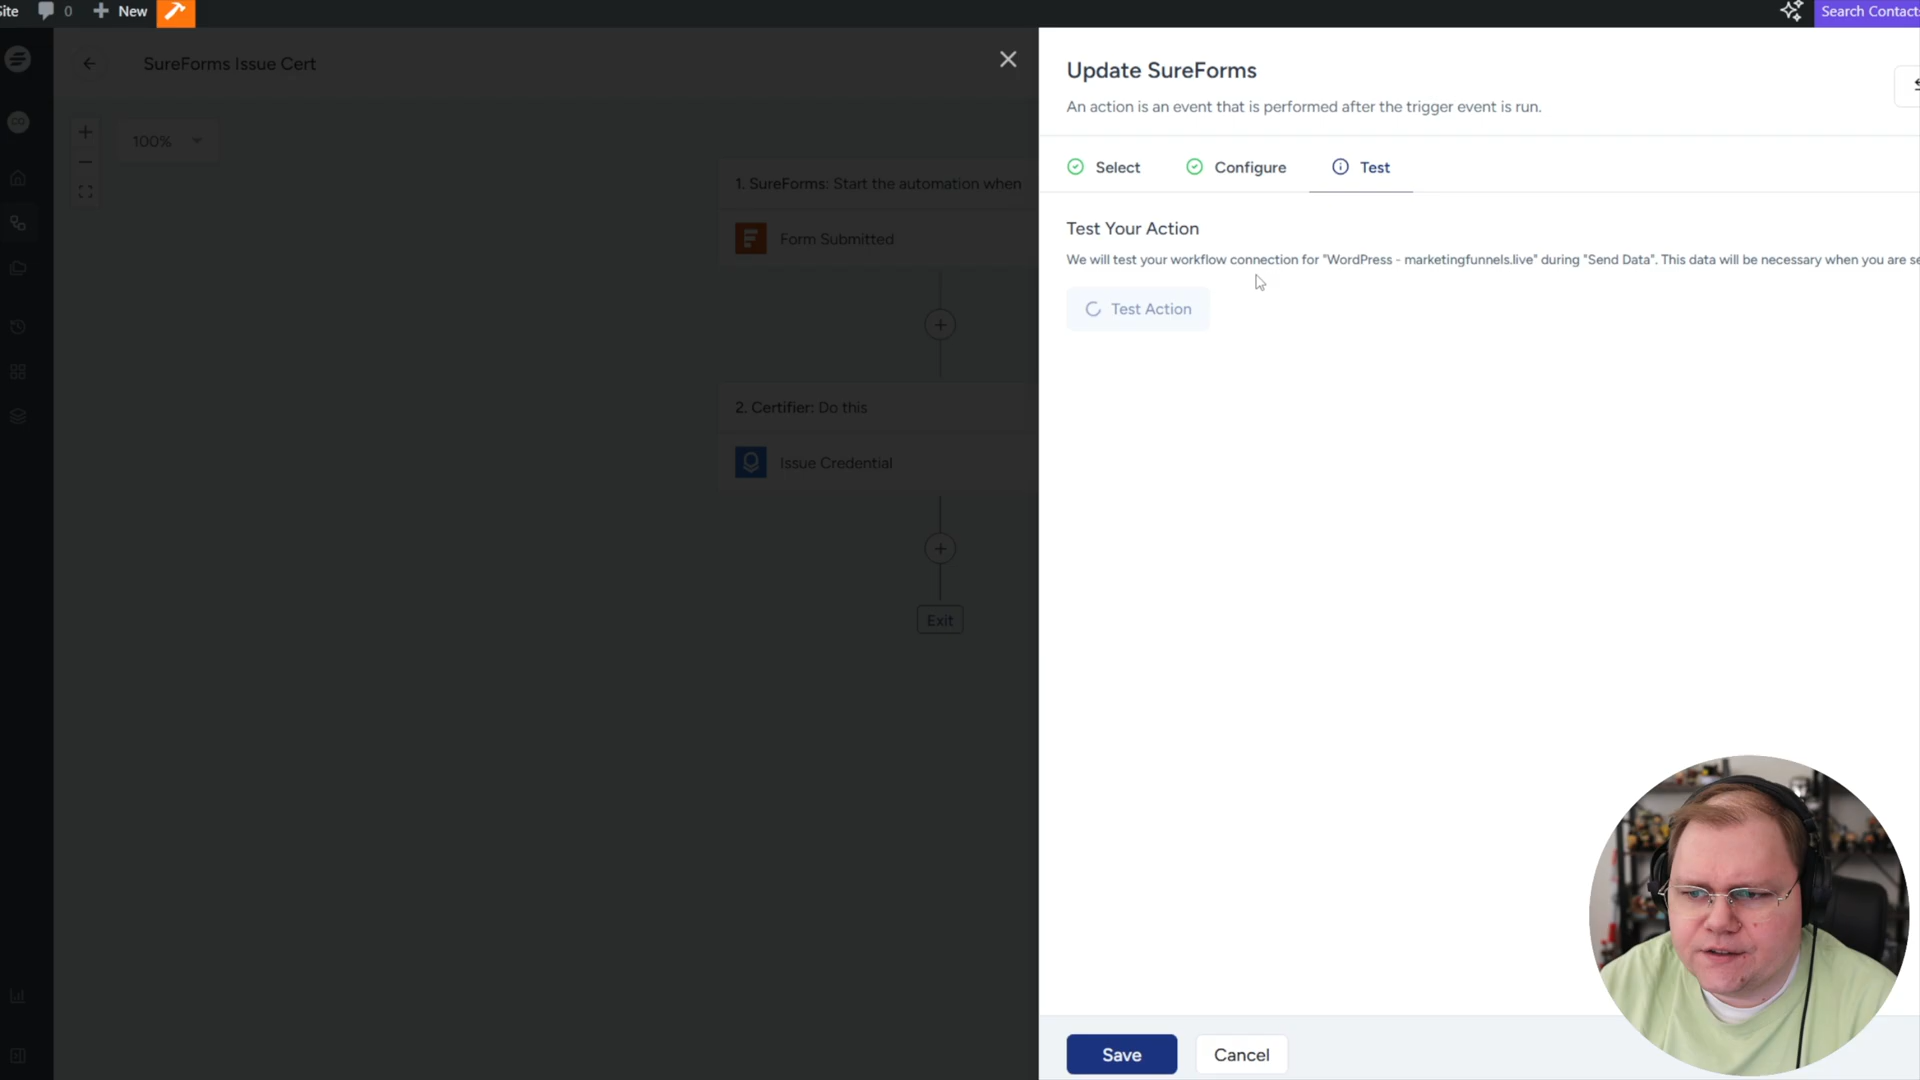 Site
0
New
Search Contacts
SureForms Issue Cert
100%
1. SureForms: Start the automation when
Form Submitted
2. Certifier: Do this
Issue Credential
Exit
Update SureForms
An action is an event that is performed after the trigger event is run.
Select
Configure
Test
Test Your Action
We will test your workflow connection for "WordPress - marketingfunnels.live" during "Send Data". This data will be necessary when you are se
Test Action
Save
Cancel